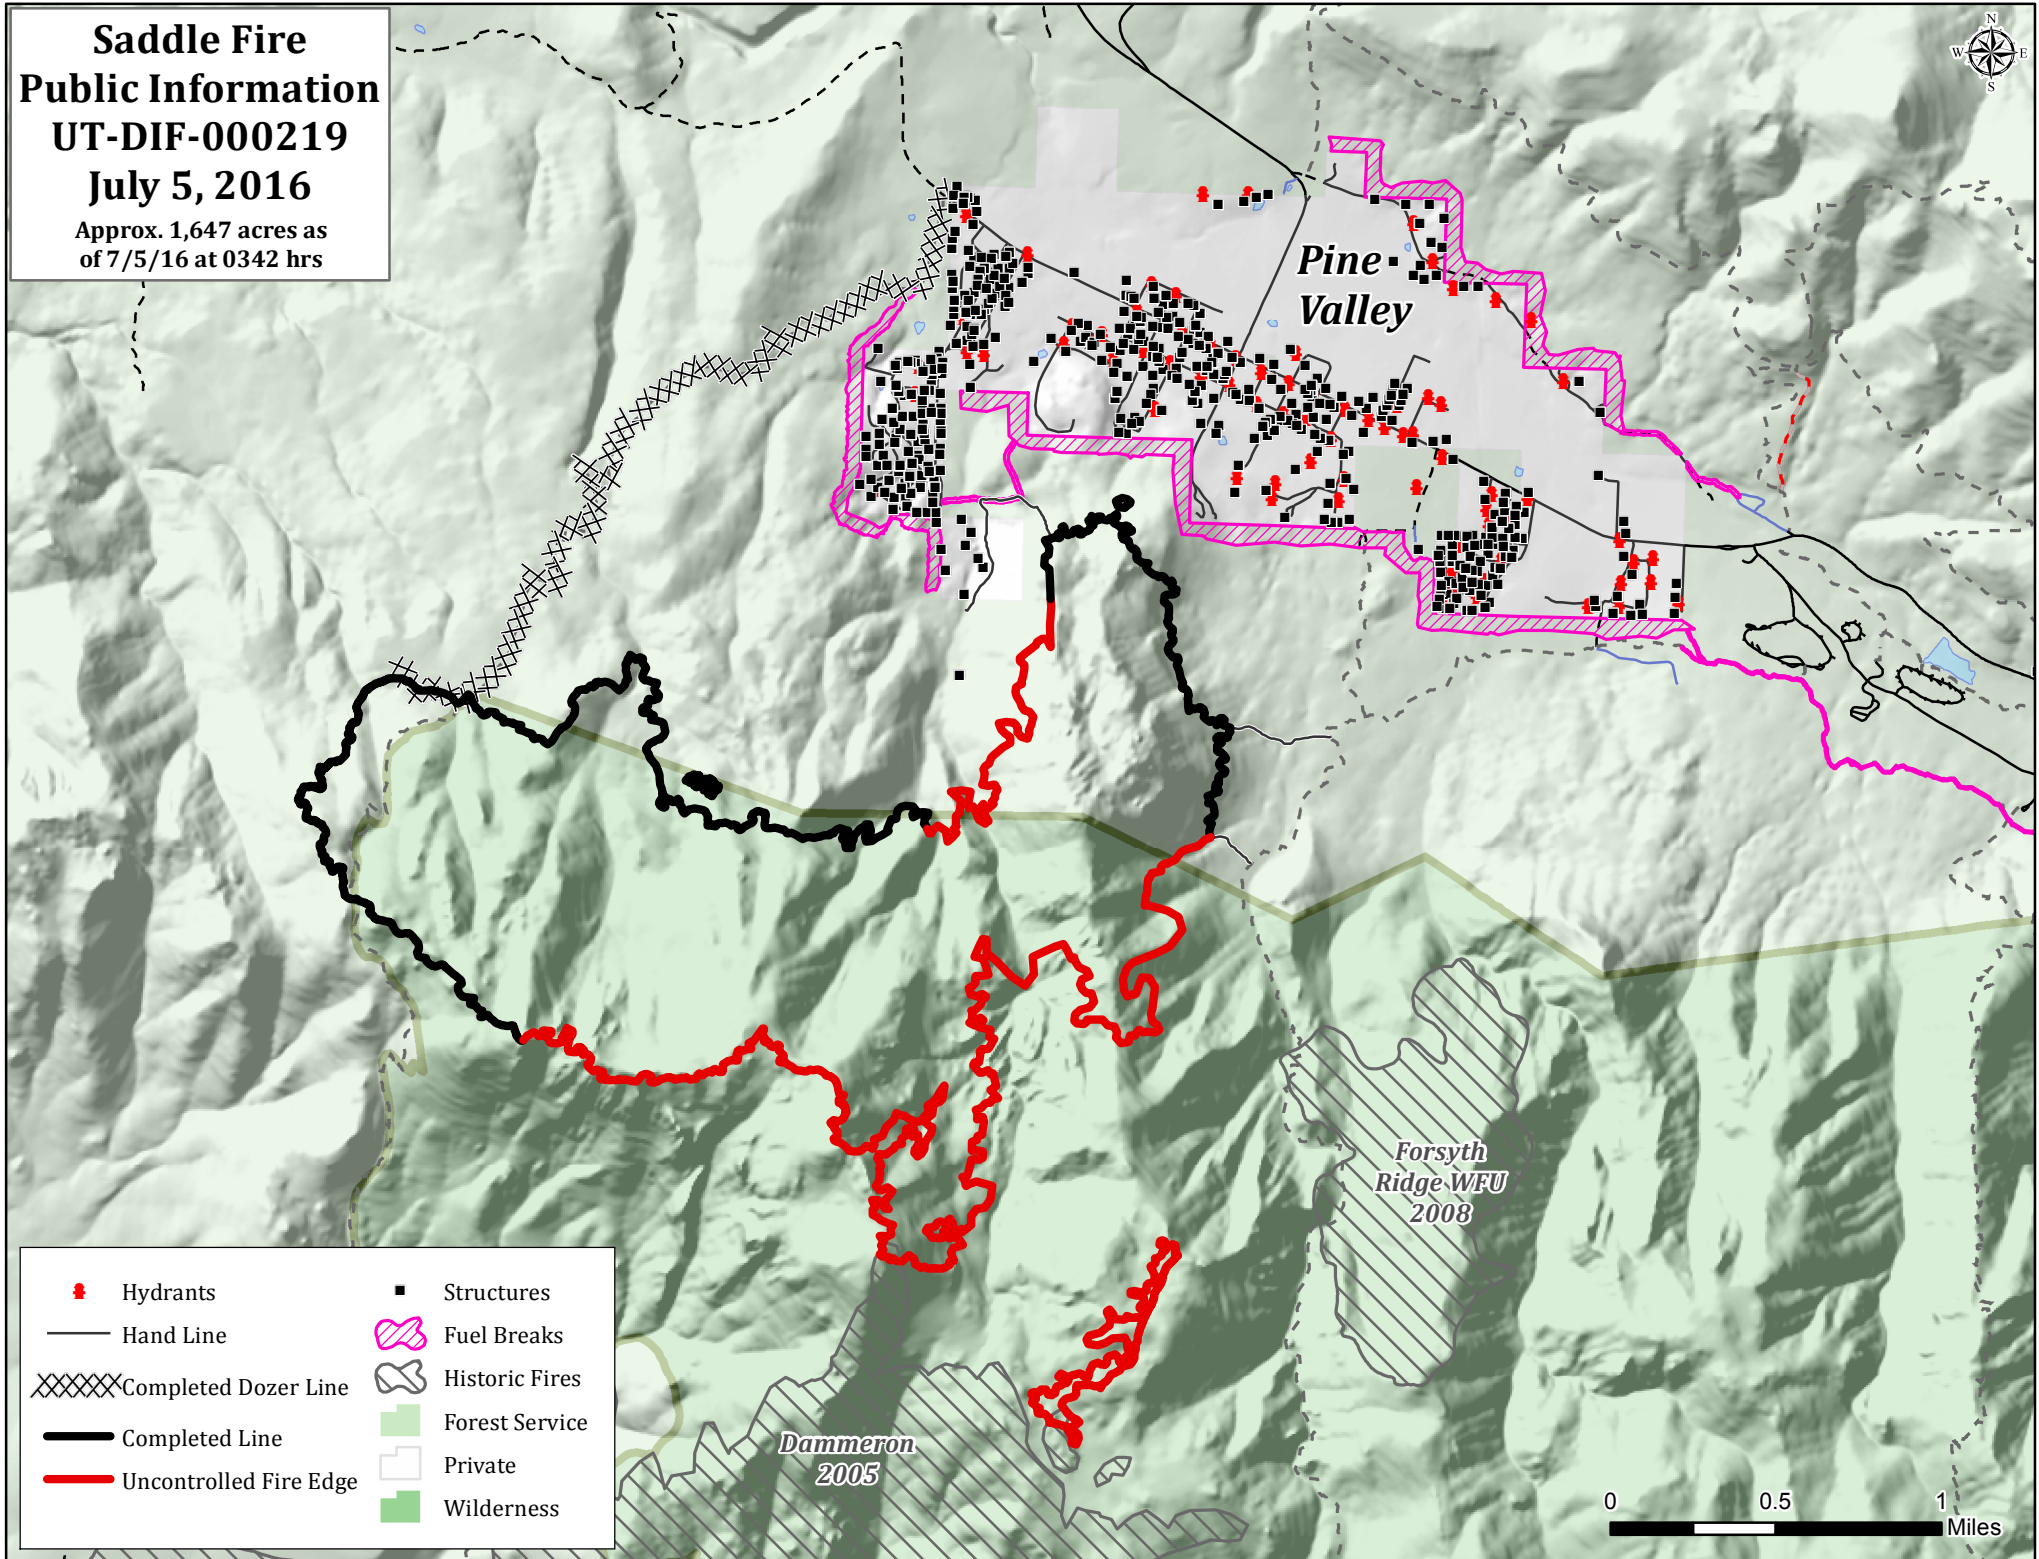 Saddle Fire
Public Information
UT-DIF-000219
July 5, 2016
Approx. 1,647 acres as
of 7/5/16 at 0342 hrs
N
W E
S
Pine
Valley
Forsyth
Ridge WFU
2008
Dammeron
2005
Hydrants
Hand Line
Completed Dozer Line
Completed Line
Uncontrolled Fire Edge
Structures
Fuel Breaks
Historic Fires
Forest Service
Private
Wilderness
0 0.5 1
Miles